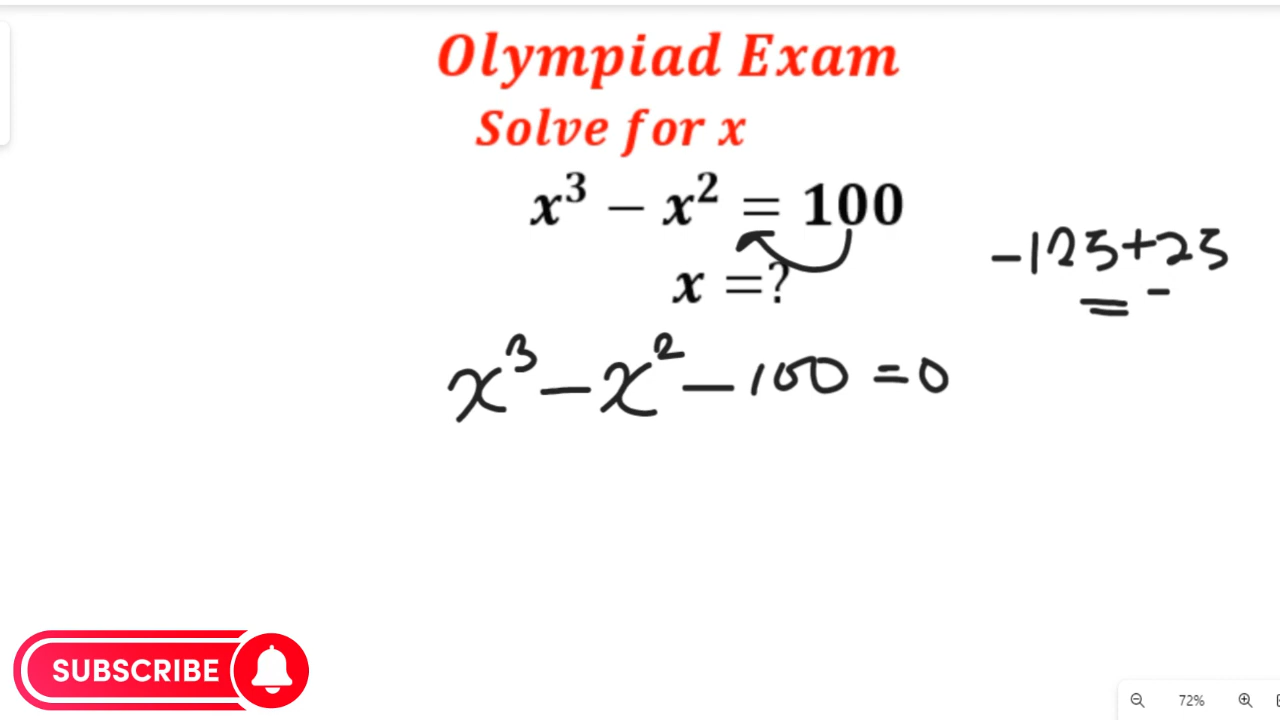 Olympiad Exam
Solve for x
x³ − x² = 100
x =?
−125+25
= −
x³ − x² − 100 = 0
SUBSCRIBE
72%